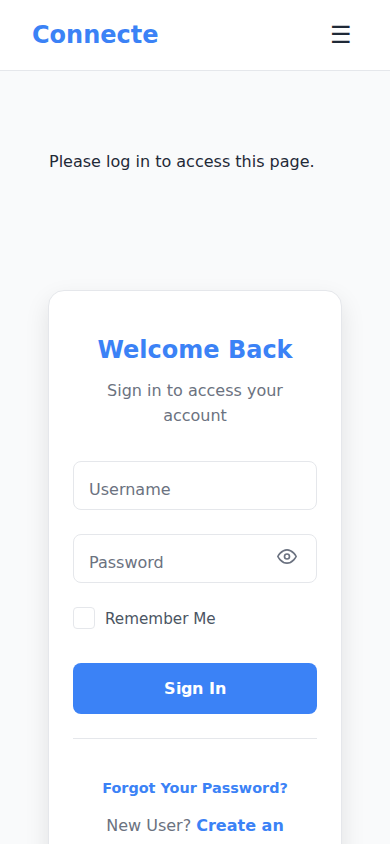 Connecte
Please log in to access this page.
Welcome Back
Sign in to access your
account
Username
Password
Remember Me
Sign In
Forgot Your Password?
New User? Create an